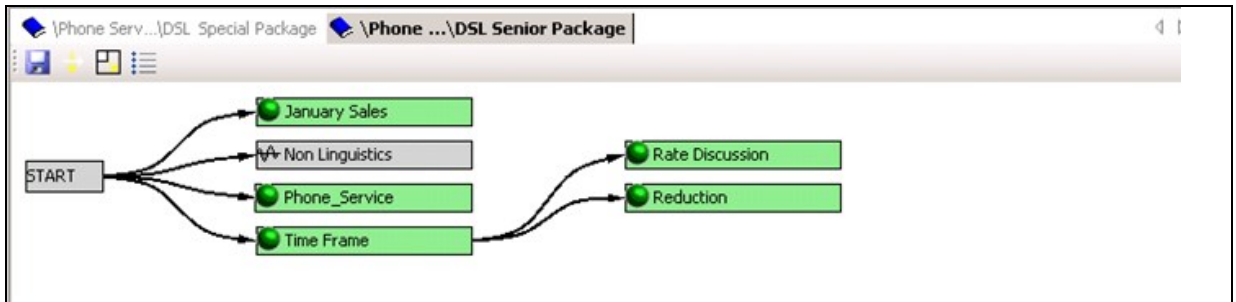 \Phone Serv...\DSL Special Package \Phone ...\DSL Senior Package
January Sales
Non Linguistics Rate Discussion
START
Phone_Service Reduction
Time Frame